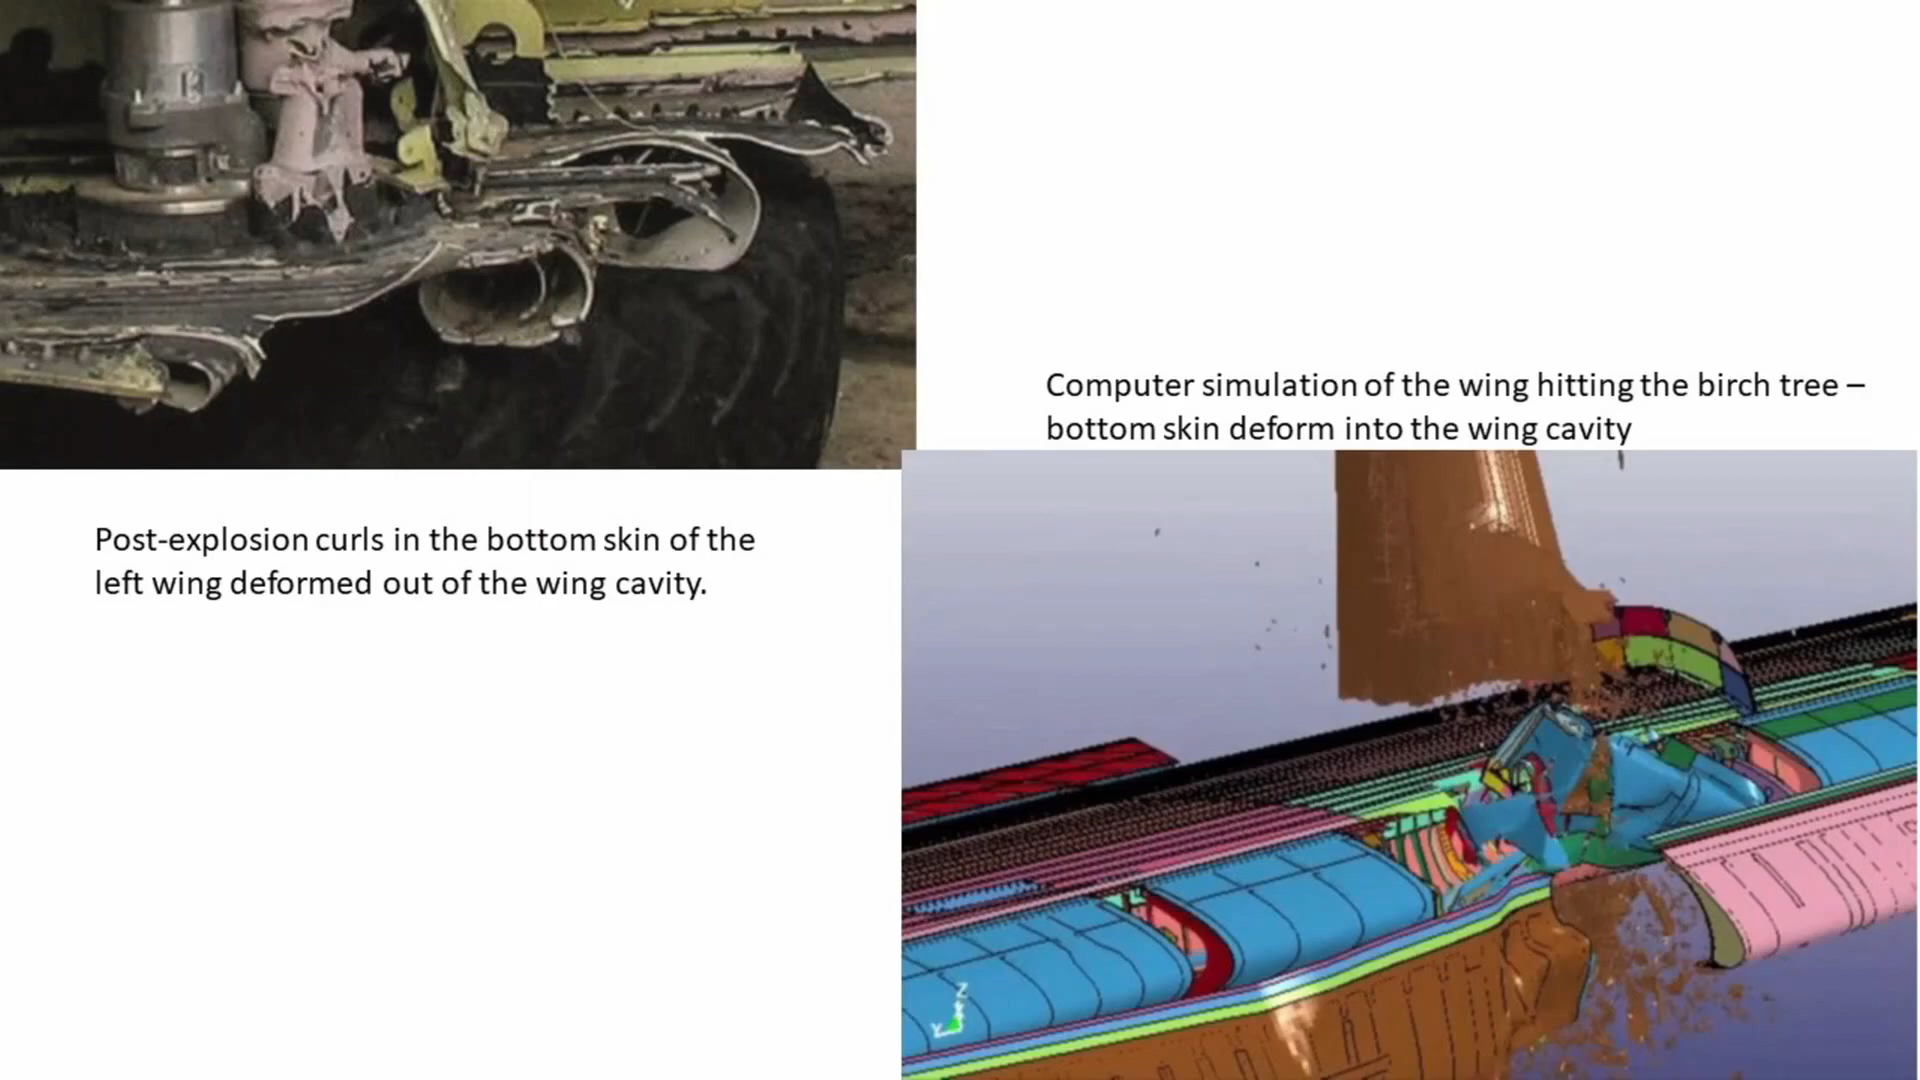 Computer simulation of the wing hitting the birch tree –
bottom skin deform into the wing cavity
Post-explosion curls in the bottom skin of the
left wing deformed out of the wing cavity.
Z
Y